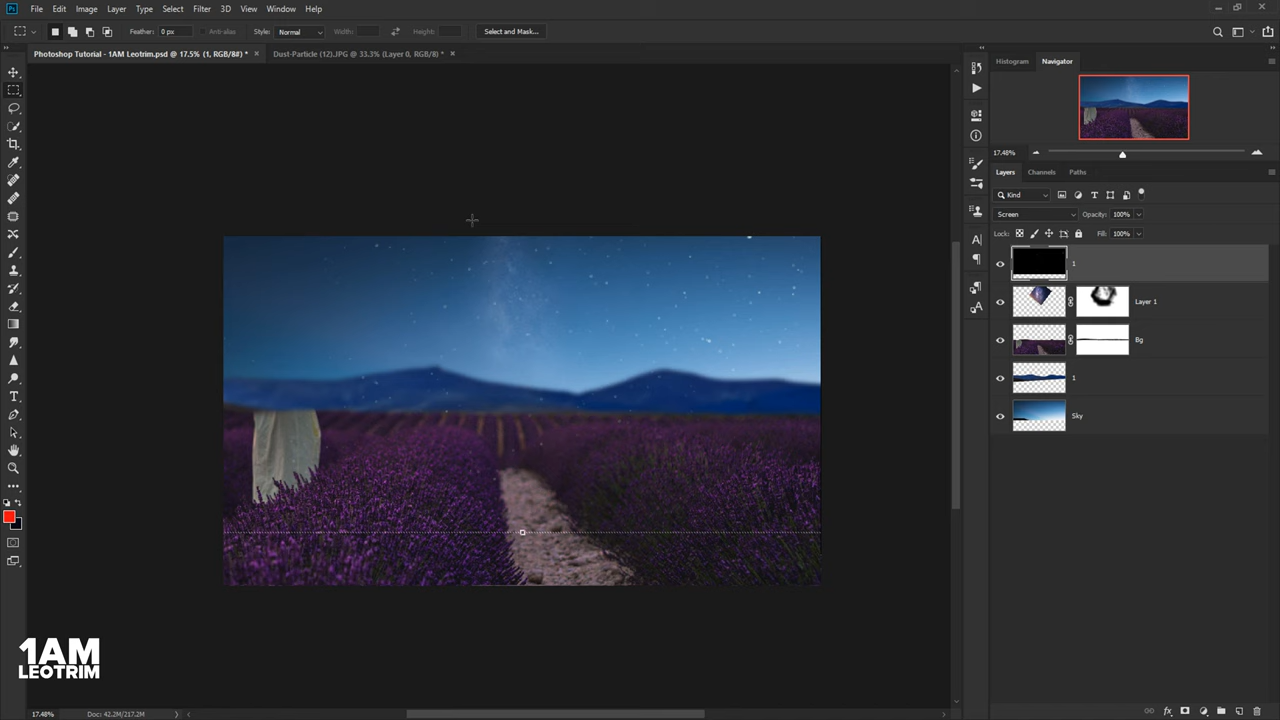 Ps File Edit Image Layer Type Select Filter 3D View Window Help
Feather: 0 px Anti-alias Style: Normal Width: Height: Select and Mask...
Photoshop Tutorial - 1AM Leotrim.psd @ 17.5% (1, RGB/8#) * × Dust-Particle (12).JPG @ 33.3% (Layer 0, RGB/8) * ×
Histogram Navigator
17.48%
Layers Channels Paths
Kind
Screen Opacity: 100%
Lock: Fill: 100%
1
Layer 1
Bg
1
Sky
1AM
LEOTRIM
17.48% Doc: 42.2M/217.2M